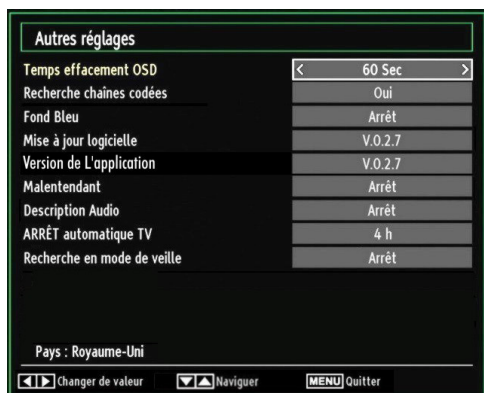 Autres réglages
Temps effacement OSD < 60 Sec >
Recherche chaînes codées Oui
Fond Bleu Arrêt
Mise à jour logicielle V.0.2.7
Version de L'application V.0.2.7
Malentendant Arrêt
Description Audio Arrêt
ARRÊT automatique TV 4 h
Recherche en mode de veille Arrêt
Pays : Royaume-Uni
Changer de valeur Naviguer MENU Quitter